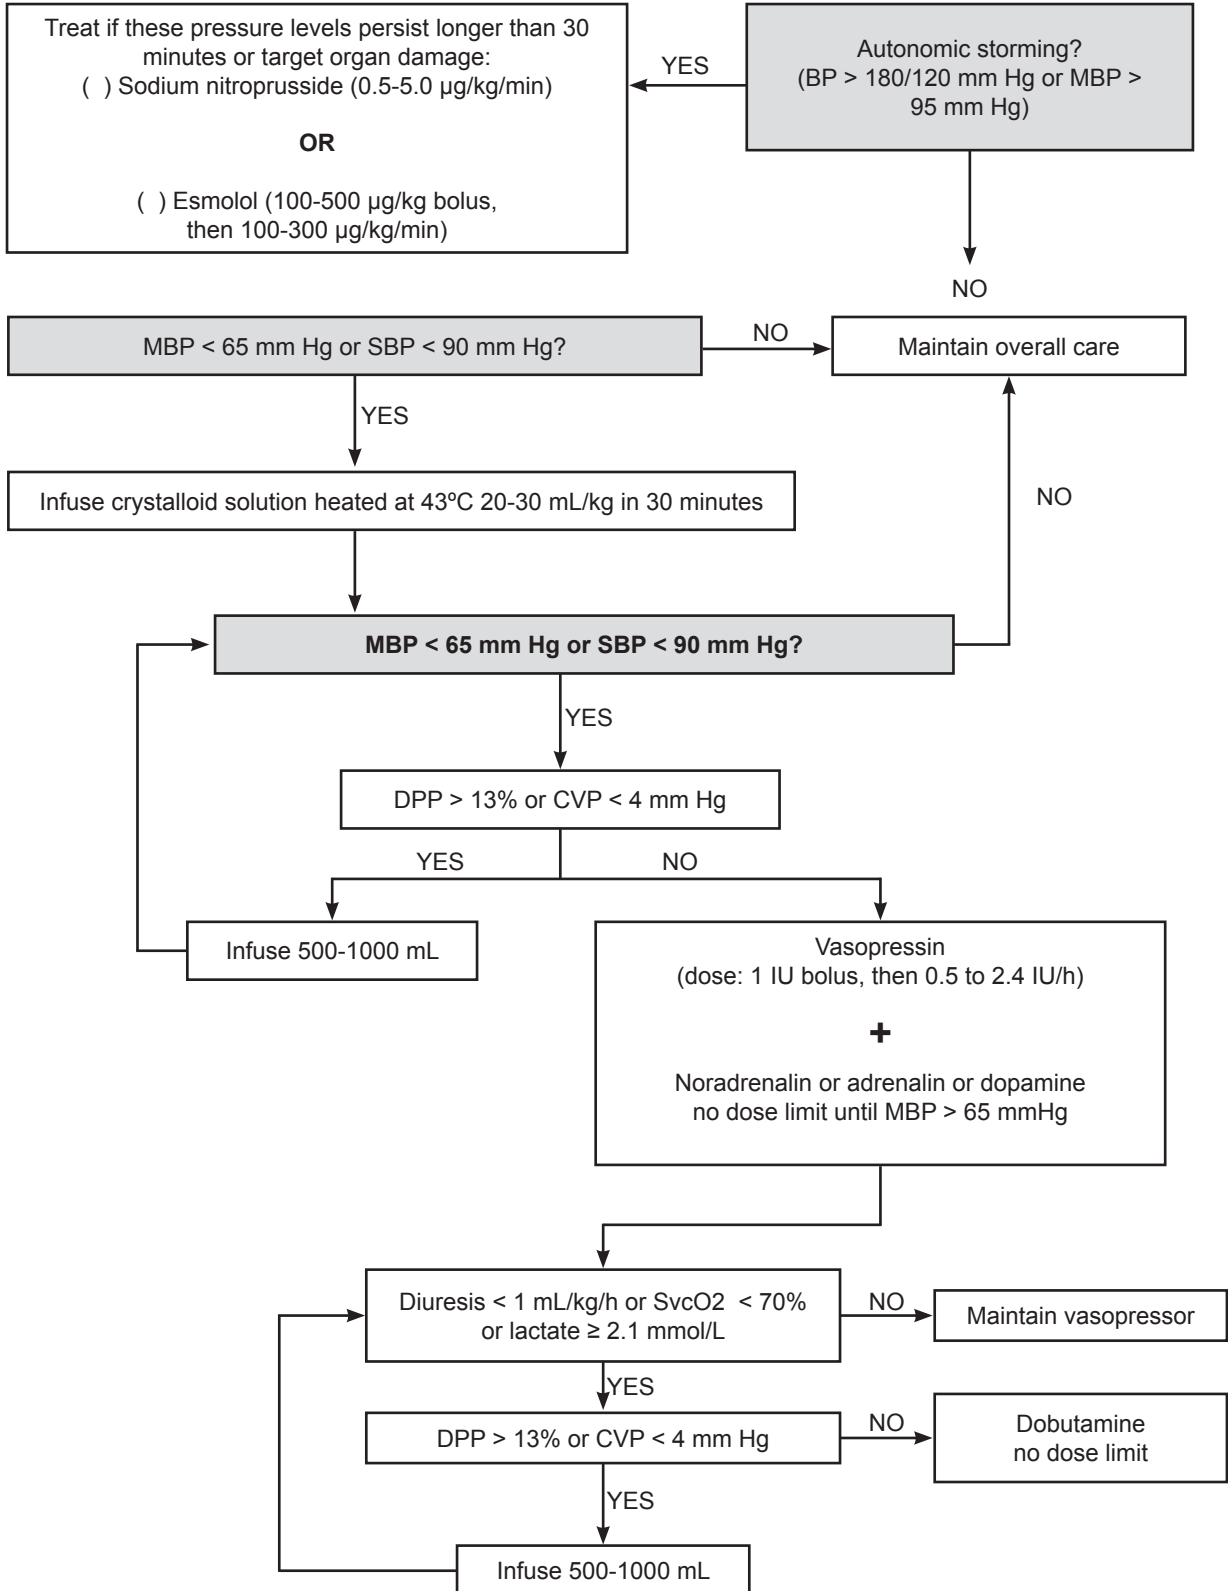 Treat if these pressure levels persist longer than 30
minutes or target organ damage:
( ) Sodium nitroprusside (0.5-5.0 µg/kg/min)
OR
( ) Esmolol (100-500 µg/kg bolus,
then 100-300 µg/kg/min)
YES
Autonomic storming?
(BP > 180/120 mm Hg or MBP >
95 mm Hg)
NO
MBP < 65 mm Hg or SBP < 90 mm Hg?
NO
Maintain overall care
YES
Infuse crystalloid solution heated at 43ºC 20-30 mL/kg in 30 minutes
NO
MBP < 65 mm Hg or SBP < 90 mm Hg?
YES
DPP > 13% or CVP < 4 mm Hg
YES
NO
Infuse 500-1000 mL
Vasopressin
(dose: 1 IU bolus, then 0.5 to 2.4 IU/h)
+
Noradrenalin or adrenalin or dopamine
no dose limit until MBP > 65 mmHg
Diuresis < 1 mL/kg/h or SvcO2 < 70%
or lactate ≥ 2.1 mmol/L
NO
Maintain vasopressor
YES
DPP > 13% or CVP < 4 mm Hg
NO
Dobutamine
no dose limit
YES
Infuse 500-1000 mL